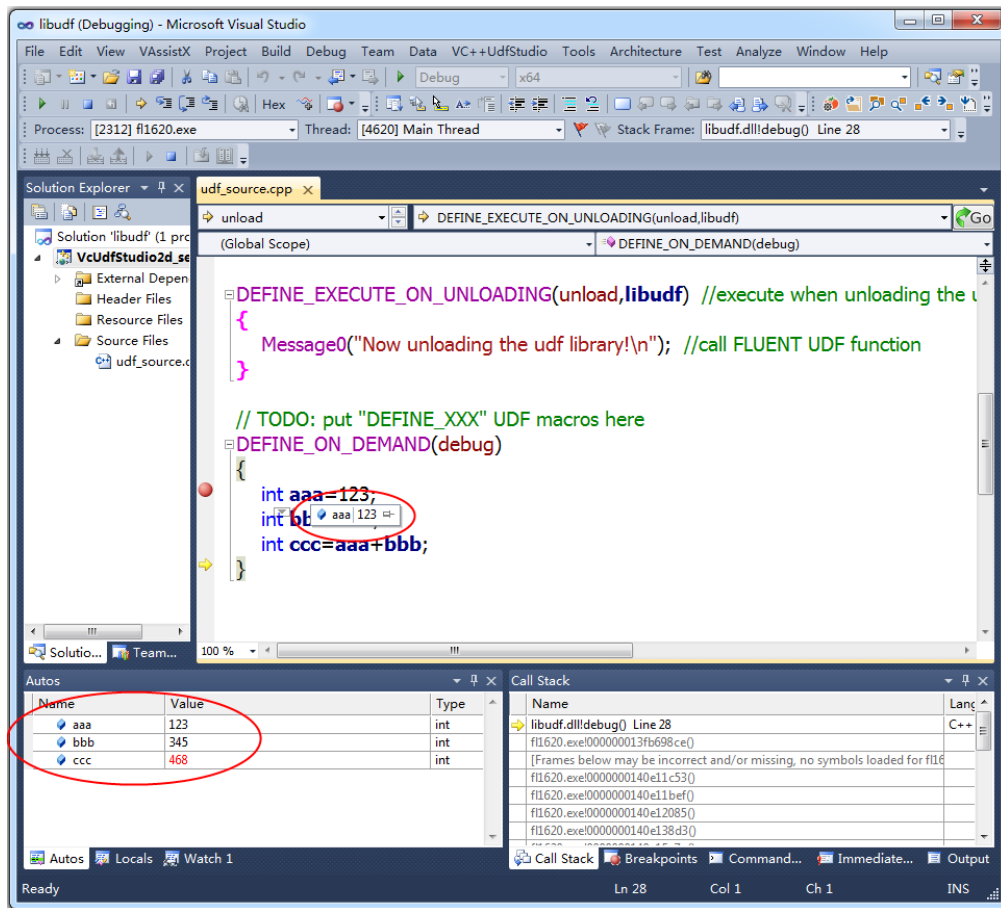 libudf (Debugging) - Microsoft Visual Studio
File Edit View VAssistX Project Build Debug Team Data VC++UdfStudio Tools Architecture Test Analyze Window Help
Debug x64
Hex
Process: [2312] fl1620.exe Thread: [4620] Main Thread Stack Frame: libudf.dll!debug() Line 28
Solution Explorer
udf_source.cpp
unload DEFINE_EXECUTE_ON_UNLOADING(unload,libudf) Go
(Global Scope) DEFINE_ON_DEMAND(debug)
Solution 'libudf' (1 prc
VcUdfStudio2d_se
External Depen
Header Files
Resource Files
Source Files
udf_source.c
DEFINE_EXECUTE_ON_UNLOADING(unload,libudf) //execute when unloading the u
{
Message0("Now unloading the udf library!\n"); //call FLUENT UDF function
}
// TODO: put "DEFINE_XXX" UDF macros here
DEFINE_ON_DEMAND(debug)
{
int aaa=123;
int bb
aaa 123
int ccc=aaa+bbb;
}
Solutio... Team...
100 %
Autos
Name Value Type
aaa 123 int
bbb 345 int
ccc 468 int
Autos Locals Watch 1
Call Stack
Name Lang
libudf.dll!debug() Line 28 C++
fl1620.exe!000000013fb698ce()
[Frames below may be incorrect and/or missing, no symbols loaded for fl16
fl1620.exe!0000000140e11c53()
fl1620.exe!0000000140e11bef()
fl1620.exe!0000000140e12085()
fl1620.exe!0000000140e138d3()
Call Stack Breakpoints Command... Immediate... Output
Ready Ln 28 Col 1 Ch 1 INS